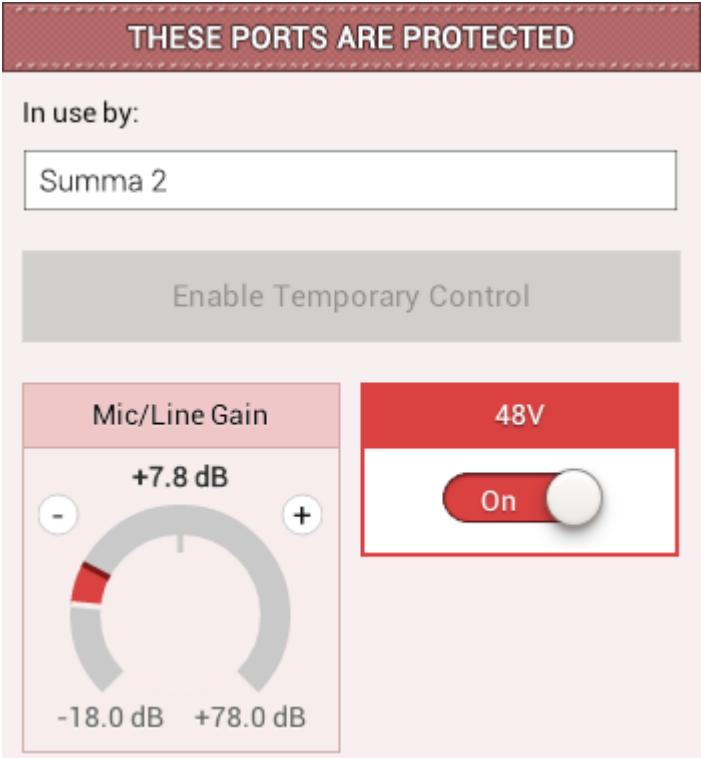 THESE PORTS ARE PROTECTED
In use by:
Summa 2
Enable Temporary Control
Mic/Line Gain
+7.8 dB
-
+
-18.0 dB
+78.0 dB
48V
On